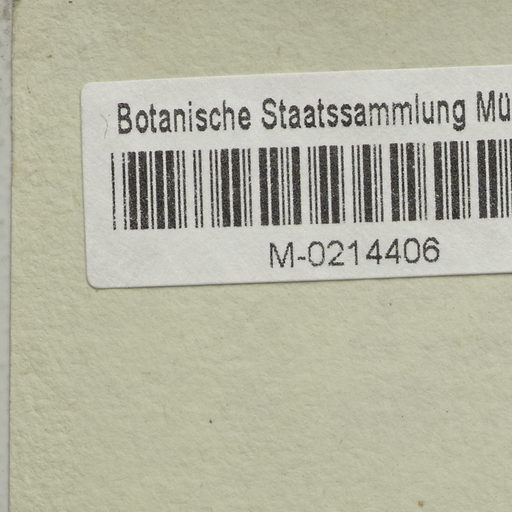 Botanische Staatssammlung Mü
M-0214406